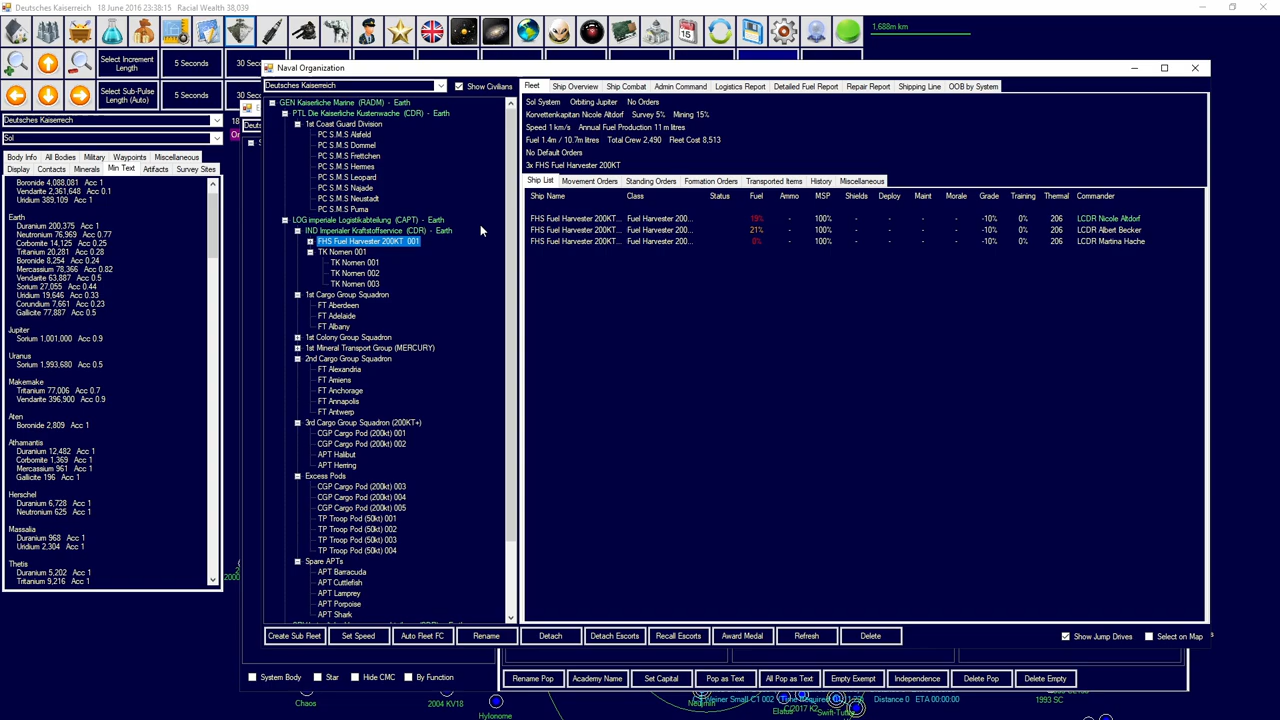 Deutsches Kaiserreich  18 June 2016 23:38:15  Racial Wealth 38,039
1.688m km
Select Increment Length
5 Seconds
Select Sub-Pulse Length (Auto)
5 Seconds
Deutsches Kaiserreich
Sol
Body Info
All Bodies
Military
Waypoints
Miscellaneous
Display
Contacts
Minerals
Min Text
Artifacts
Survey Sites
Boronide 4,088,081 Acc 1
Vendarite 2,361,648 Acc 0.1
Uridium 389,109 Acc 1
Earth
Duranium 200,375 Acc 1
Neutronium 76,969 Acc 0.77
Corbomite 14,125 Acc 0.25
Tritanium 20,281 Acc 0.28
Boronide 8,254 Acc 0.24
Mercassium 78,366 Acc 0.82
Vendarite 63,887 Acc 0.5
Sorium 27,055 Acc 0.44
Uridium 19,646 Acc 0.33
Corundium 7,661 Acc 0.23
Gallicite 77,887 Acc 0.5
Jupiter
Sorium 1,001,000 Acc 0.9
Uranus
Sorium 1,993,680 Acc 0.5
Makemake
Tritanium 77,006 Acc 0.7
Vendarite 396,900 Acc 0.9
Aten
Boronide 2,809 Acc 1
Athamantis
Duranium 12,482 Acc 1
Corbomite 1,369 Acc 1
Mercassium 961 Acc 1
Gallicite 196 Acc 1
Herschel
Duranium 6,728 Acc 1
Neutronium 625 Acc 1
Massalia
Duranium 968 Acc 1
Uridium 2,304 Acc 1
Thetis
Duranium 5,202 Acc 1
Tritanium 9,216 Acc 1
Naval Organization
Deutsches Kaiserreich
Show Civilians
GEN Kaiserliche Marine (RADM) - Earth
PTL Die Kaiserliche Kustenwache (CDR) - Earth
1st Coast Guard Division
PC S.M.S Alsfeld
PC S.M.S Dommel
PC S.M.S Frettchen
PC S.M.S Hermes
PC S.M.S Leopard
PC S.M.S Najade
PC S.M.S Neustadt
PC S.M.S Puma
LOG imperiale Logistikabteilung (CAPT) - Earth
IND Imperialer Kraftstoffservice (CDR) - Earth
FHS Fuel Harvester 200KT 001
TK Nomen 001
TK Nomen 001
TK Nomen 002
TK Nomen 003
1st Cargo Group Squadron
FT Aberdeen
FT Adelaide
FT Albany
1st Colony Group Squadron
1st Mineral Transport Group (MERCURY)
2nd Cargo Group Squadron
FT Alexandria
FT Amiens
FT Anchorage
FT Annapolis
FT Antwerp
3rd Cargo Group Squadron (200KT+)
CGP Cargo Pod (200kt) 001
CGP Cargo Pod (200kt) 002
APT Halibut
APT Herring
Excess Pods
CGP Cargo Pod (200kt) 003
CGP Cargo Pod (200kt) 004
CGP Cargo Pod (200kt) 005
TP Troop Pod (50kt) 001
TP Troop Pod (50kt) 002
TP Troop Pod (50kt) 003
TP Troop Pod (50kt) 004
Spare APTs
APT Barracuda
APT Cuttlefish
APT Lamprey
APT Porpoise
APT Shark
Fleet
Ship Overview
Ship Combat
Admin Command
Logistics Report
Detailed Fuel Report
Repair Report
Shipping Line
OOB by System
Sol System  Orbiting Jupiter  No Orders
Korvettenkapitan Nicole Altdorf  Survey 5%  Mining 15%
Speed 1 km/s  Annual Fuel Production 11 m litres
Fuel 1.4m / 10.7m litres  Total Crew 2,490  Fleet Cost 8,513
No Default Orders
3x FHS Fuel Harvester 200KT
Ship List
Movement Orders
Standing Orders
Formation Orders
Transported Items
History
Miscellaneous
Ship Name  Class  Status  Fuel  Ammo  MSP  Shields  Deploy  Maint  Morale  Grade  Training  Thermal  Commander
FHS Fuel Harvester 200KT...  Fuel Harvester 200...  19%  -  100%  -  -  -  -  -10%  0%  206  LCDR Nicole Altdorf
FHS Fuel Harvester 200KT...  Fuel Harvester 200...  21%  -  100%  -  -  -  -  -10%  0%  206  LCDR Albert Becker
FHS Fuel Harvester 200KT...  Fuel Harvester 200...  0%  -  100%  -  -  -  -  -10%  0%  206  LCDR Martina Hache
Create Sub Fleet
Set Speed
Auto Fleet FC
Rename
Detach
Detach Escorts
Recall Escorts
Award Medal
Refresh
Delete
Show Jump Drives
Select on Map
System Body
Star
Hide CMC
By Function
Rename Pop
Academy Name
Set Capital
Pop as Text
All Pop as Text
Empty Exempt
Independence
Delete Pop
Delete Empty
Chaos
2004 KV18
Hylonome
Distance 0  ETA 00:00:00
1993 SC